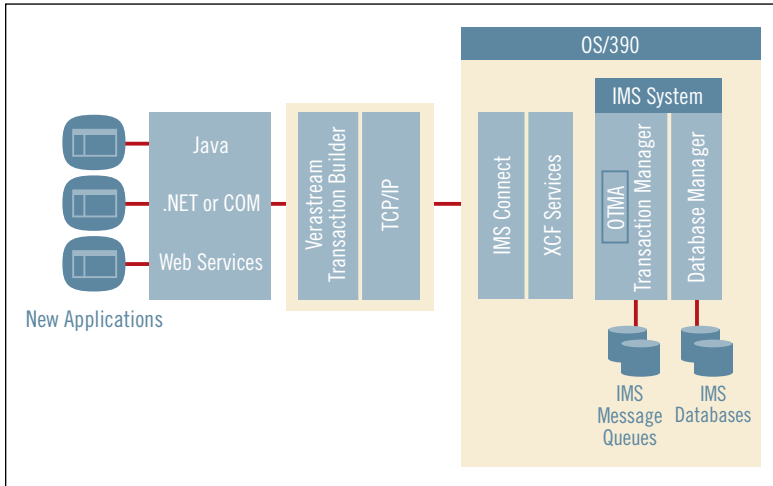 OS/390
IMS System
Java
.NET or COM
Web Services
New Applications
Verastream
Transaction Builder
TCP/IP
IMS Connect
XCF Services
OTMA
Transaction Manager
Database Manager
IMS
Message
Queues
IMS
Databases